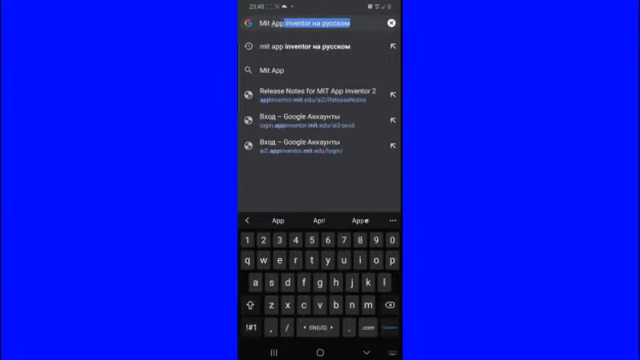 23:45
Mit App inventor на русском
mit app inventor на русском
Mit App
Release Notes for MIT App Inventor 2
appinventor.mit.edu/ai2/ReleaseNotes
Вход – Google Аккаунты
login.appinventor.mit.edu/ai2-prod
Вход – Google Аккаунты
ai2.appinventor.mit.edu/login/
App Apr Appe
1 2 3 4 5 6 7 8 9 0
q w e r t y u i o p
a s d f g h j k l
z x c v b n m
!#1 , / EN(US) . .com